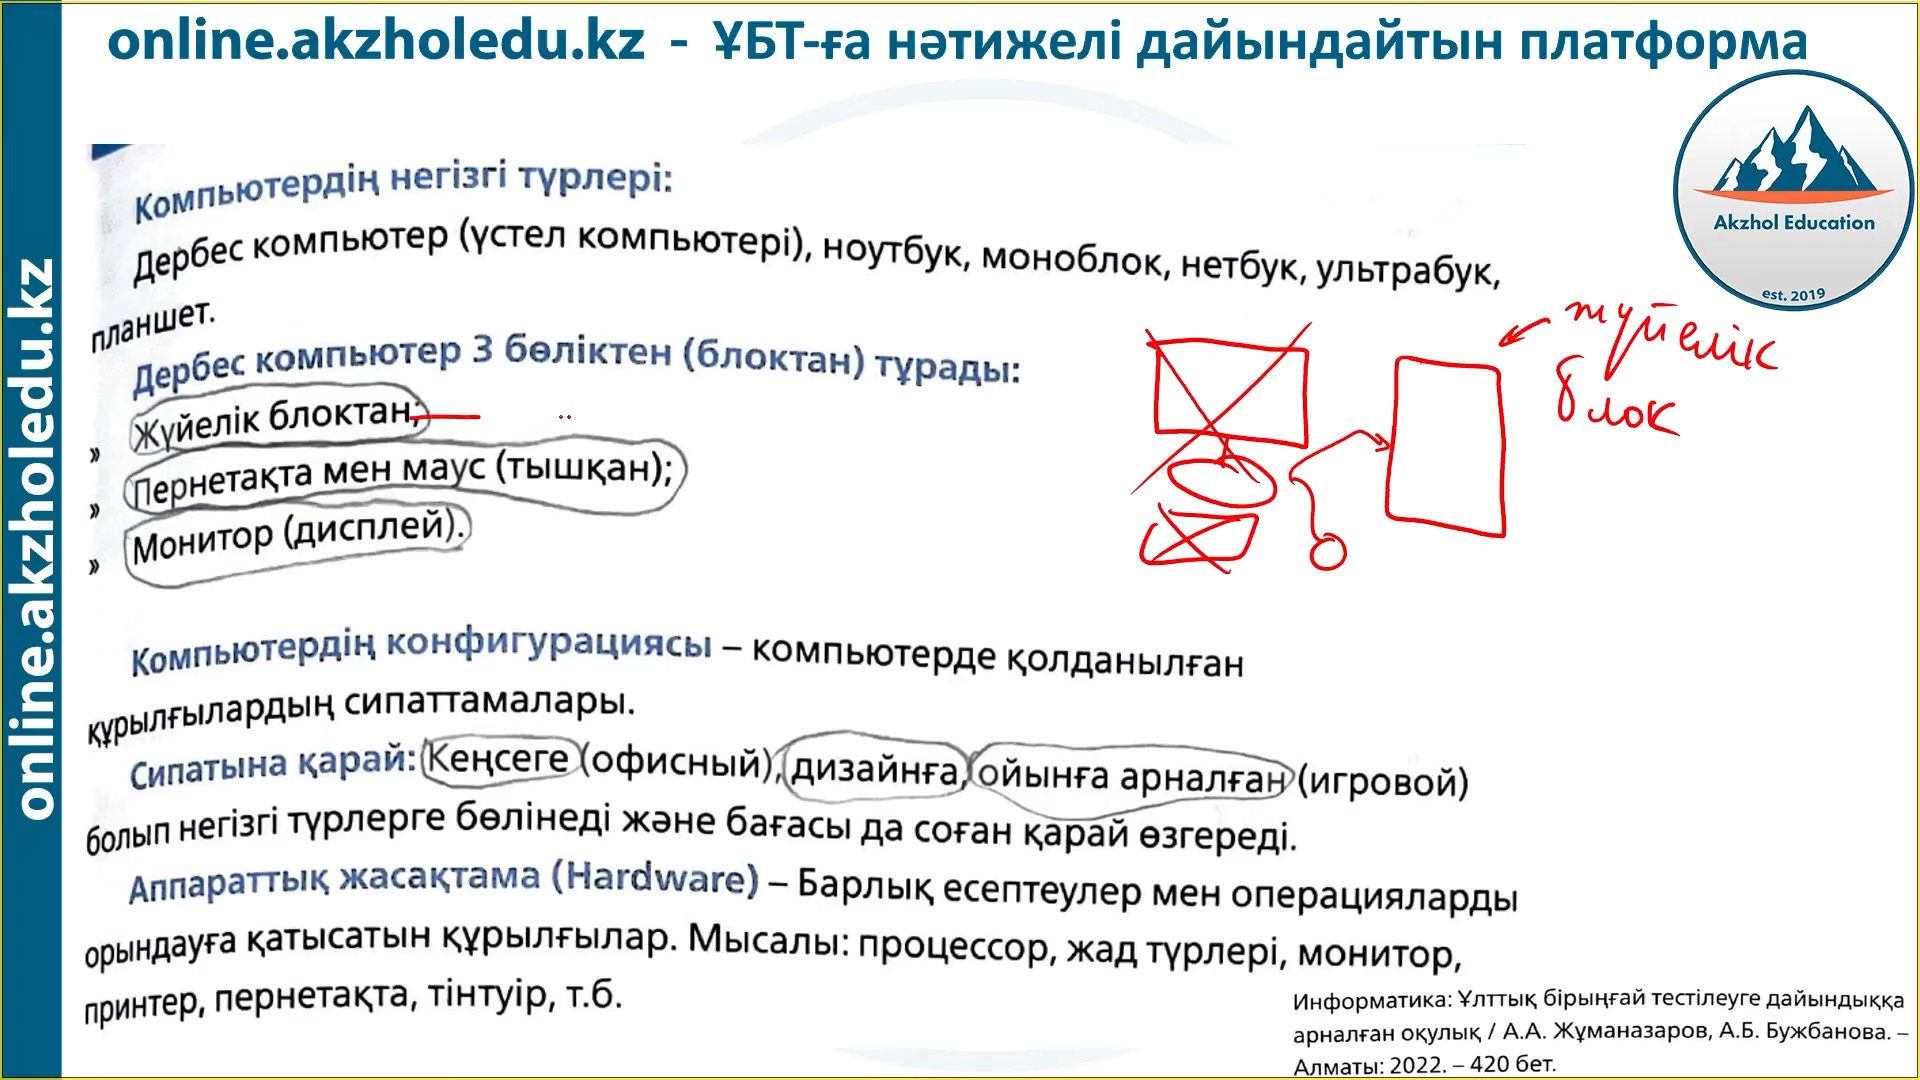 online.akzholedu.kz - ҰБТ-ға нәтижелі дайындайтын платформа
Akzhol Education
est. 2019
online.akzholedu.kz
Компьютердің негізгі түрлері:
Дербес компьютер (үстел компьютері), ноутбук, моноблок, нетбук, ультрабук,
планшет.
Дербес компьютер 3 бөліктен (блоктан) тұрады:
» Жүйелік блоктан;
» Пернетақта мен маус (тышқан);
» Монитор (дисплей).
жүйелік
блок
Компьютердің конфигурациясы – компьютерде қолданылған
құрылғылардың сипаттамалары.
Сипатына қарай: Кеңсеге (офисный), дизайнға, ойынға арналған (игровой)
болып негізгі түрлерге бөлінеді және бағасы да соған қарай өзгереді.
Аппараттық жасақтама (Hardware) – Барлық есептеулер мен операцияларды
орындауға қатысатын құрылғылар. Мысалы: процессор, жад түрлері, монитор,
принтер, пернетақта, тінтуір, т.б.
Информатика: Ұлттық бірыңғай тестілеуге дайындыққа
арналған оқулық / А.А. Жұманазаров, А.Б. Бужбанова. –
Алматы: 2022. – 420 бет.